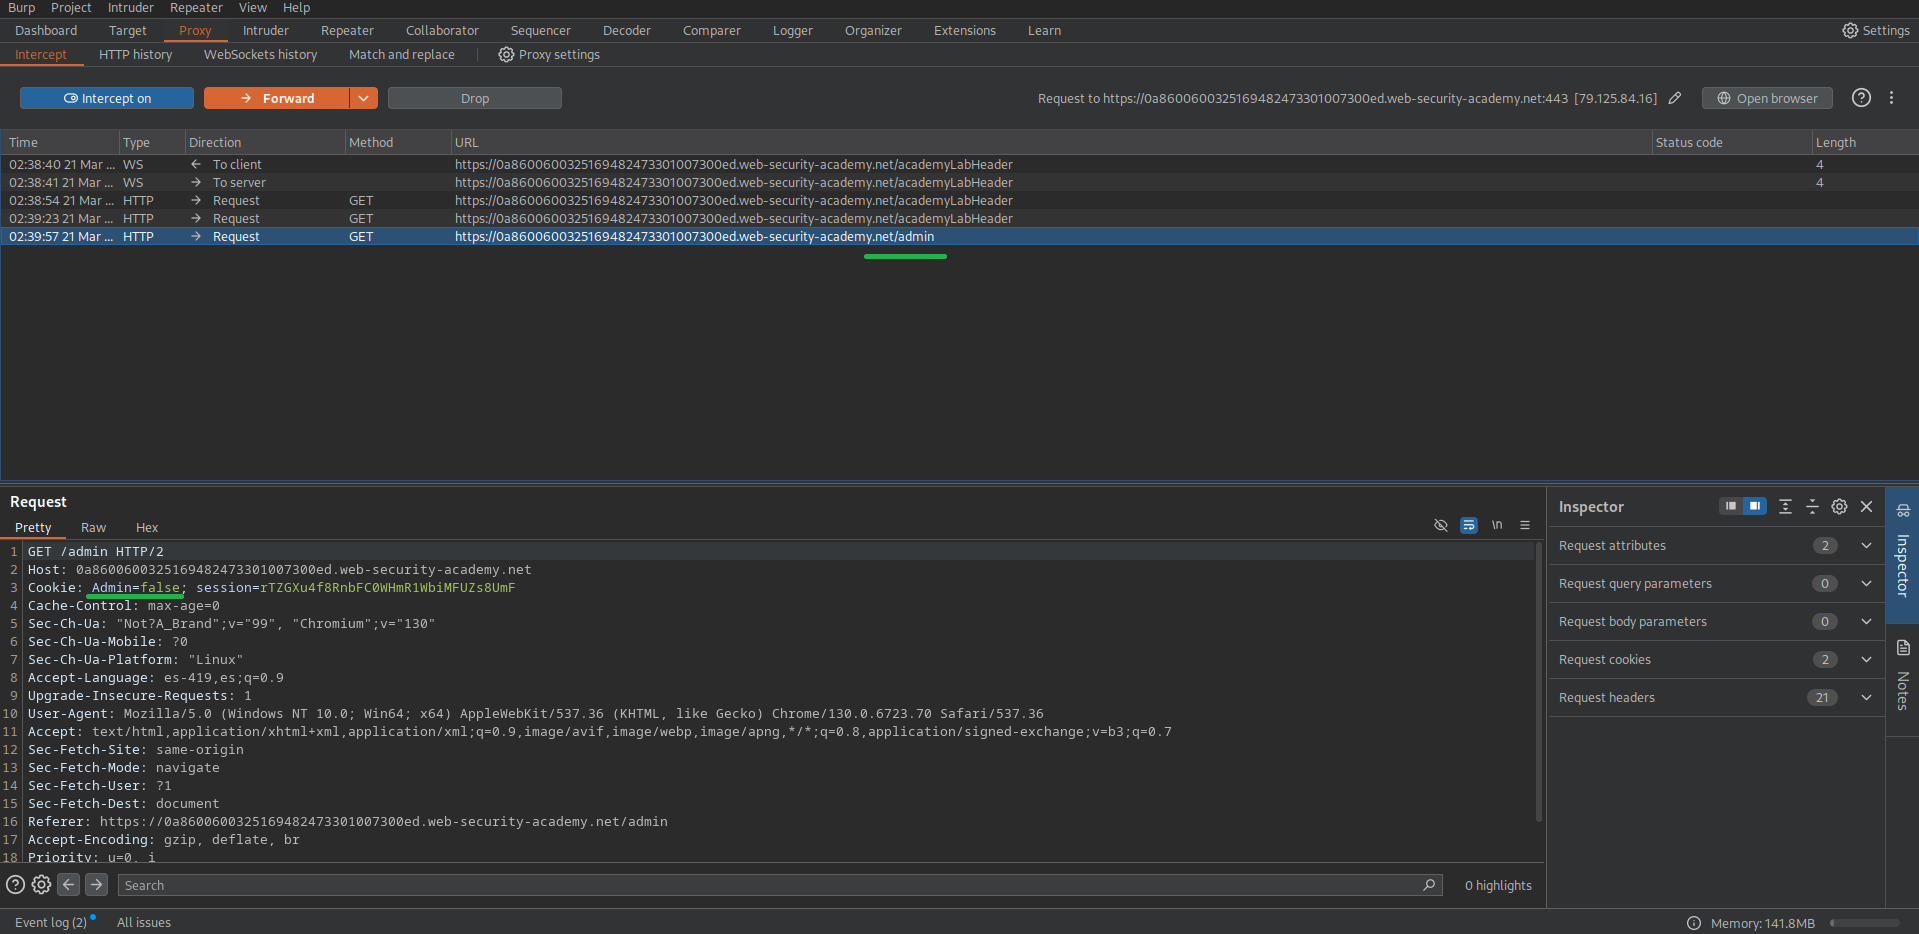 Burp Project Intruder Repeater View Help
Dashboard Target Proxy Intruder Repeater Collaborator Sequencer Decoder Comparer Logger Organizer Extensions Learn Settings
Intercept HTTP history WebSockets history Match and replace Proxy settings
Intercept on Forward Drop Request to https://0a8600600325169482473301007300ed.web-security-academy.net:443 [79.125.84.16] Open browser
Time Type Direction Method URL Status code Length
02:38:40 21 Mar ... WS To client https://0a8600600325169482473301007300ed.web-security-academy.net/academyLabHeader 4
02:38:41 21 Mar ... WS To server https://0a8600600325169482473301007300ed.web-security-academy.net/academyLabHeader 4
02:38:54 21 Mar ... HTTP Request GET https://0a8600600325169482473301007300ed.web-security-academy.net/academyLabHeader
02:39:23 21 Mar ... HTTP Request GET https://0a8600600325169482473301007300ed.web-security-academy.net/academyLabHeader
02:39:57 21 Mar ... HTTP Request GET https://0a8600600325169482473301007300ed.web-security-academy.net/admin
Request
Pretty Raw Hex \n
1 GET /admin HTTP/2
2 Host: 0a8600600325169482473301007300ed.web-security-academy.net
3 Cookie: Admin=false; session=rTZGXu4f8RnbFC0WHmR1WbiMFUZs8UmF
4 Cache-Control: max-age=0
5 Sec-Ch-Ua: "Not?A_Brand";v="99", "Chromium";v="130"
6 Sec-Ch-Ua-Mobile: ?0
7 Sec-Ch-Ua-Platform: "Linux"
8 Accept-Language: es-419,es;q=0.9
9 Upgrade-Insecure-Requests: 1
10 User-Agent: Mozilla/5.0 (Windows NT 10.0; Win64; x64) AppleWebKit/537.36 (KHTML, like Gecko) Chrome/130.0.6723.70 Safari/537.36
11 Accept: text/html,application/xhtml+xml,application/xml;q=0.9,image/avif,image/webp,image/apng,*/*;q=0.8,application/signed-exchange;v=b3;q=0.7
12 Sec-Fetch-Site: same-origin
13 Sec-Fetch-Mode: navigate
14 Sec-Fetch-User: ?1
15 Sec-Fetch-Dest: document
16 Referer: https://0a8600600325169482473301007300ed.web-security-academy.net/admin
17 Accept-Encoding: gzip, deflate, br
18 Priority: u=0, i
Search 0 highlights
Inspector
Request attributes 2
Request query parameters 0
Request body parameters 0
Request cookies 2
Request headers 21
Inspector
Notes
Event log (2) All issues Memory: 141.8MB